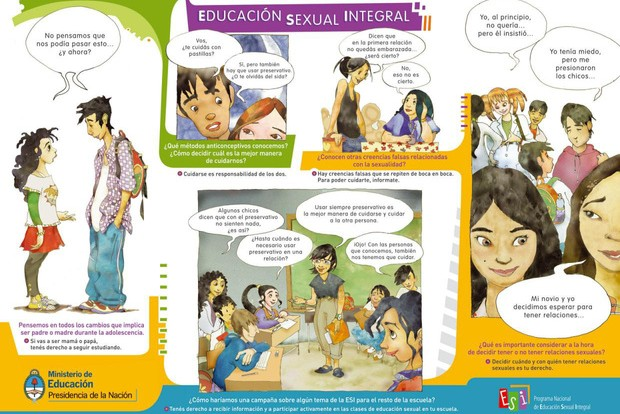 EDUCACIÓN SEXUAL INTEGRAL
No pensamos que
nos podía pasar esto...
¿y ahora?
Pensemos en todos los cambios que implica
ser padre o madre durante la adolescencia.
Si vas a ser mamá o papá,
tenés derecho a seguir estudiando.
Vos,
¿te cuidás con
pastillas?
Sí, pero también
hay que usar preservativo.
¿O te olvidás del sida?
¿Qué métodos anticonceptivos conocemos?
¿Cómo decidir cuál es la mejor manera
de cuidarnos?
Cuidarse es responsabilidad de los dos.
Dicen que
en la primera relación
no quedás embarazada...
¿será cierto?
No,
eso no es
cierto.
¿Conocen otras creencias falsas relacionadas
con la sexualidad?
Hay creencias falsas que se repiten de boca en boca.
Para poder cuidarte, informate.
Algunos chicos
dicen que con el preservativo
no sienten nada,
¿es así?
¿Hasta cuándo es
necesario usar
preservativo en una
relación?
Usar siempre preservativo es
la mejor manera de cuidarse y cuidar
a la otra persona.
¡Ojo! Con las personas
que conocemos, también
nos tenemos que cuidar.
Yo, al principio,
no quería...
pero él insistió...
Yo tenía miedo,
pero me
presionaron
los chicos...
Mi novio y yo
decidimos esperar para
tener relaciones...
¿Qué es importante considerar a la hora
de decidir tener o no tener relaciones sexuales?
Decidir cuándo y con quién tener relaciones
sexuales es tu derecho.
Ministerio de
Educación
Presidencia de la Nación
¿Cómo haríamos una campaña sobre algún tema de la ESI para el resto de la escuela?
Tenés derecho a recibir información y a participar activamente en las clases de educación sexual en tu escuela.
ESi
Programa Nacional
de Educación Sexual Integral